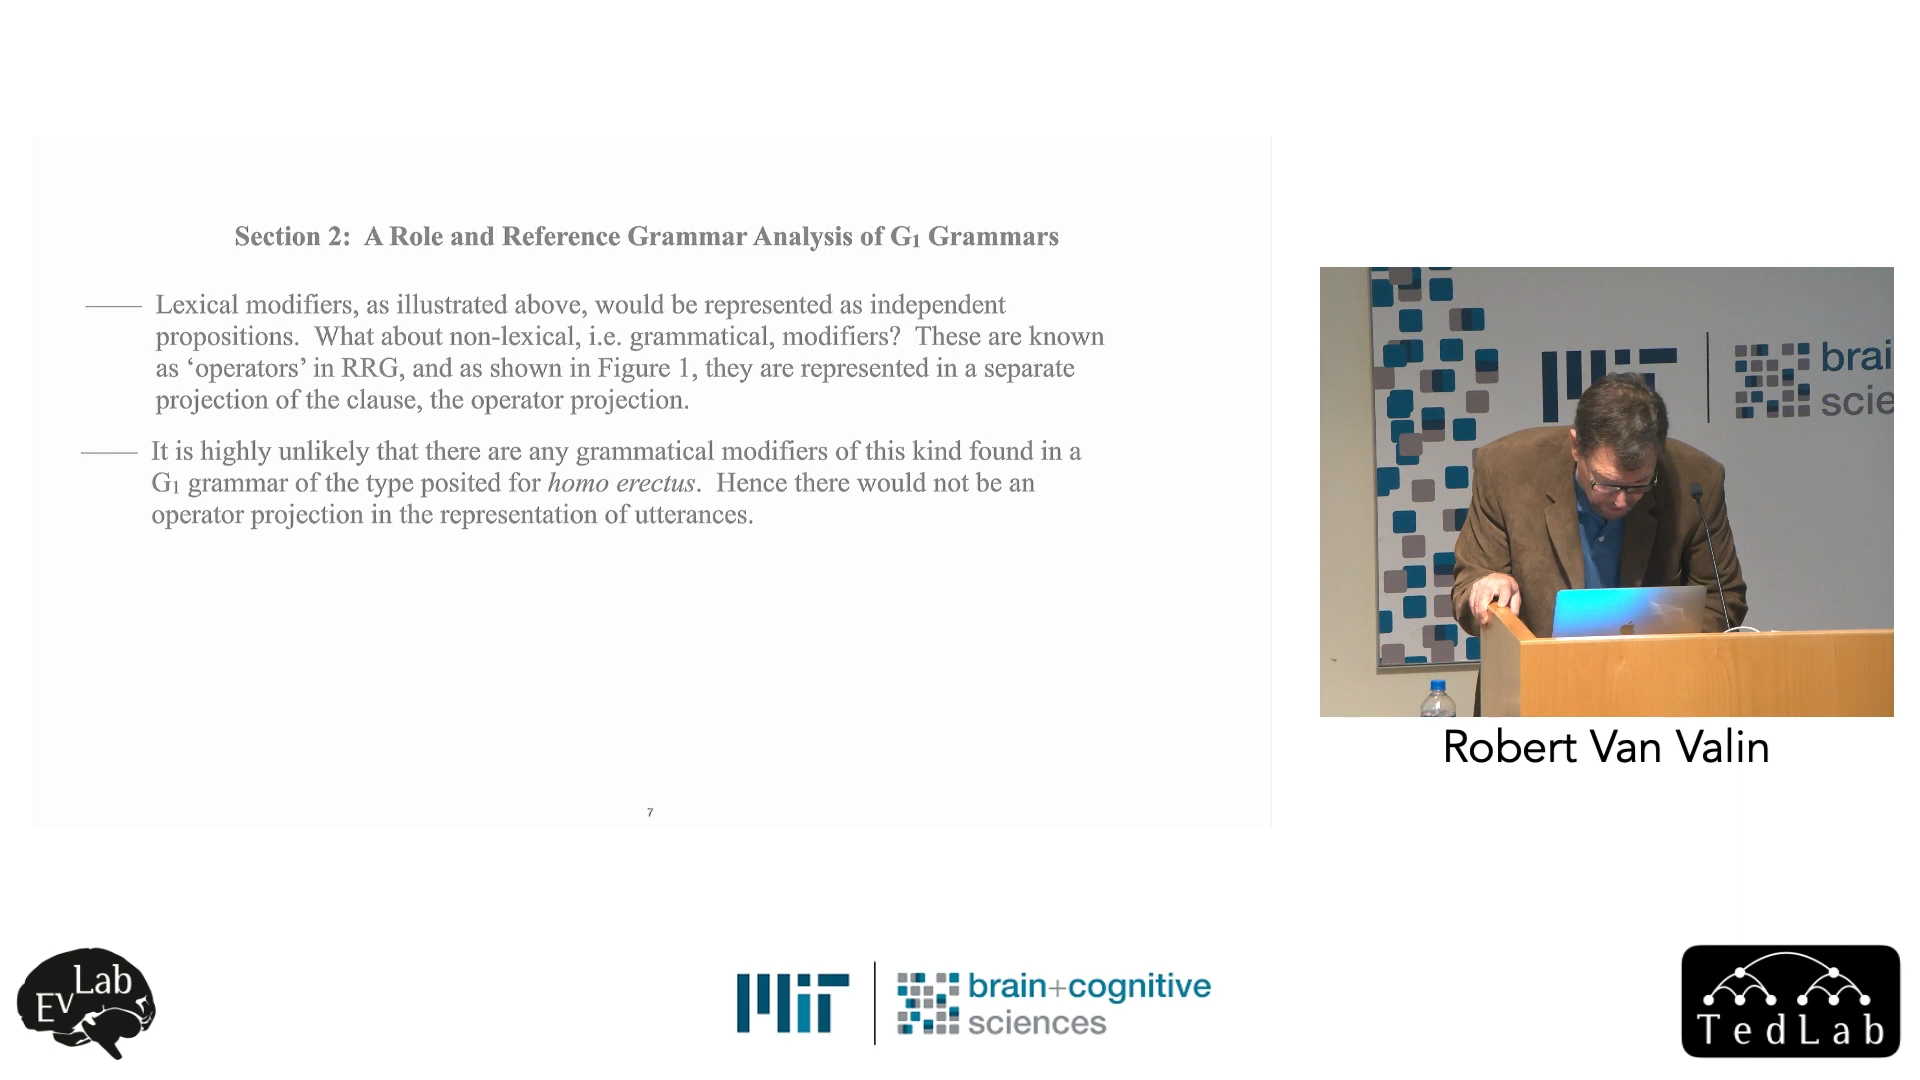 Section 2: A Role and Reference Grammar Analysis of G₁ Grammars
Lexical modifiers, as illustrated above, would be represented as independent
propositions. What about non-lexical, i.e. grammatical, modifiers? These are known
as ‘operators’ in RRG, and as shown in Figure 1, they are represented in a separate
projection of the clause, the operator projection.
It is highly unlikely that there are any grammatical modifiers of this kind found in a
G₁ grammar of the type posited for homo erectus. Hence there would not be an
operator projection in the representation of utterances.
7
MIT
brai
scie
Robert Van Valin
EvLab
MIT
brain+cognitive
sciences
TedLab